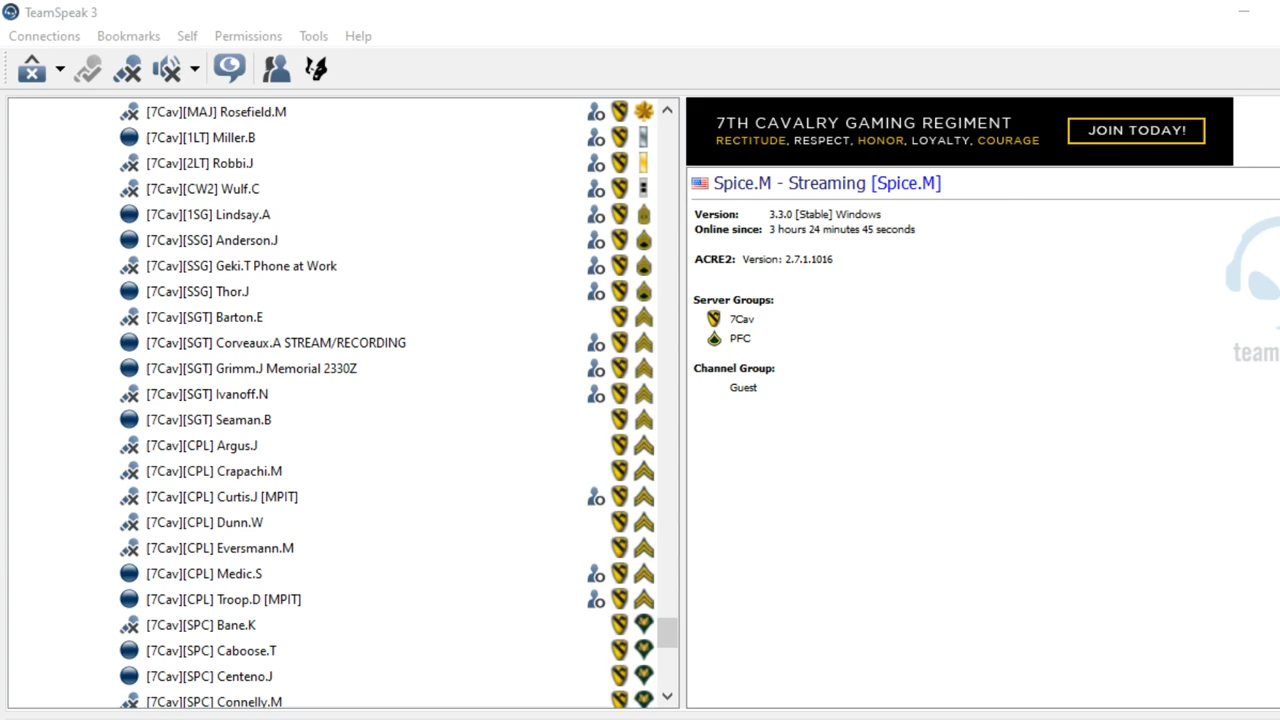 TeamSpeak 3
Connections Bookmarks Self Permissions Tools Help
[7Cav][MAJ] Rosefield.M
[7Cav][1LT] Miller.B
[7Cav][2LT] Robbi.J
[7Cav][CW2] Wulf.C
[7Cav][1SG] Lindsay.A
[7Cav][SSG] Anderson.J
[7Cav][SSG] Geki.T Phone at Work
[7Cav][SSG] Thor.J
[7Cav][SGT] Barton.E
[7Cav][SGT] Corveaux.A STREAM/RECORDING
[7Cav][SGT] Grimm.J Memorial 2330Z
[7Cav][SGT] Ivanoff.N
[7Cav][SGT] Seaman.B
[7Cav][CPL] Argus.J
[7Cav][CPL] Crapachi.M
[7Cav][CPL] Curtis.J [MPIT]
[7Cav][CPL] Dunn.W
[7Cav][CPL] Eversmann.M
[7Cav][CPL] Medic.S
[7Cav][CPL] Troop.D [MPIT]
[7Cav][SPC] Bane.K
[7Cav][SPC] Caboose.T
[7Cav][SPC] Centeno.J
[7Cav][SPC] Connelly.M
7TH CAVALRY GAMING REGIMENT
RECTITUDE, RESPECT, HONOR, LOYALTY, COURAGE
JOIN TODAY!
Spice.M - Streaming [Spice.M]
Version: 3.3.0 [Stable] Windows
Online since: 3 hours 24 minutes 45 seconds
ACRE2: Version: 2.7.1.1016
Server Groups:
7Cav
PFC
Channel Group:
Guest
team